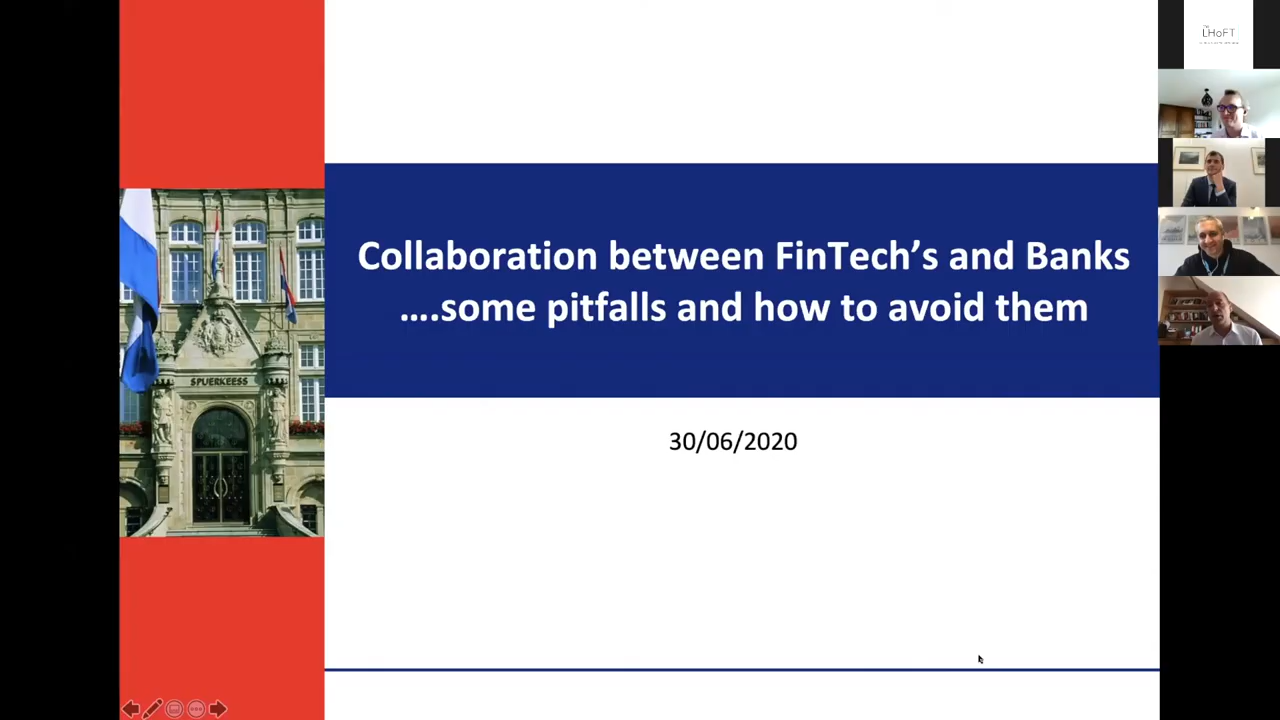 Collaboration between FinTech's and Banks
....some pitfalls and how to avoid them
30/06/2020
SPUERKEESS
LHoFT